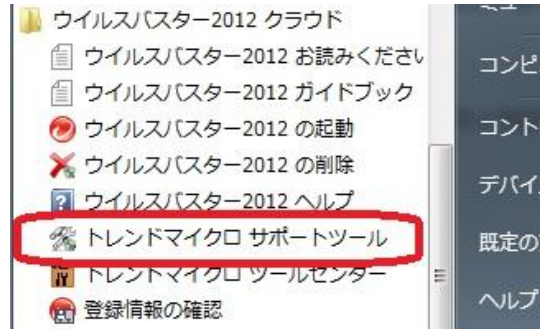 ウイルスバスター2012 クラウド
ウイルスバスター2012 お読みください
ウイルスバスター2012 ガイドブック
ウイルスバスター2012 の起動
ウイルスバスター2012 の削除
ウイルスバスター2012 ヘルプ
トレンドマイクロ サポートツール
トレンドマイクロ ツールセンター
登録情報の確認
コンピ
コント
デバイ
既定の
ヘルプ